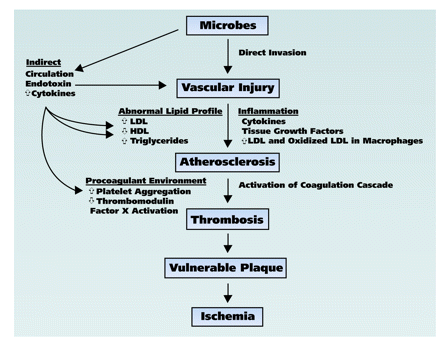 Microbes
Direct Invasion
Indirect
Circulation
Endotoxin
⇧Cytokines
Vascular Injury
Abnormal Lipid Profile
⇧ LDL
⇩ HDL
⇧ Triglycerides
Inflammation
Cytokines
Tissue Growth Factors
⇧LDL and Oxidized LDL in Macrophages
Atherosclerosis
Procoagulant Environment
⇧ Platelet Aggregation
⇩ Thrombomodulin
Factor X Activation
Activation of Coagulation Cascade
Thrombosis
Vulnerable Plaque
Ischemia